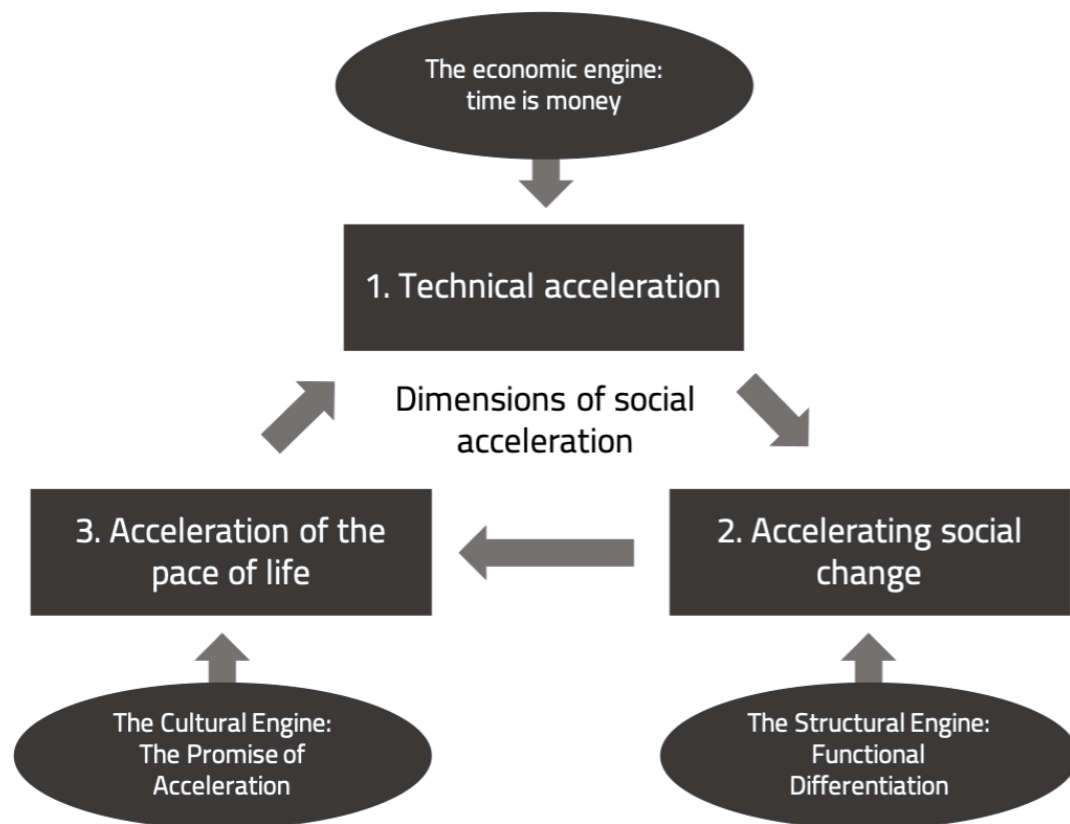 The economic engine:
time is money
1. Technical acceleration
Dimensions of social
acceleration
3. Acceleration of the
pace of life
2. Accelerating social
change
The Cultural Engine:
The Promise of
Acceleration
The Structural Engine:
Functional
Differentiation